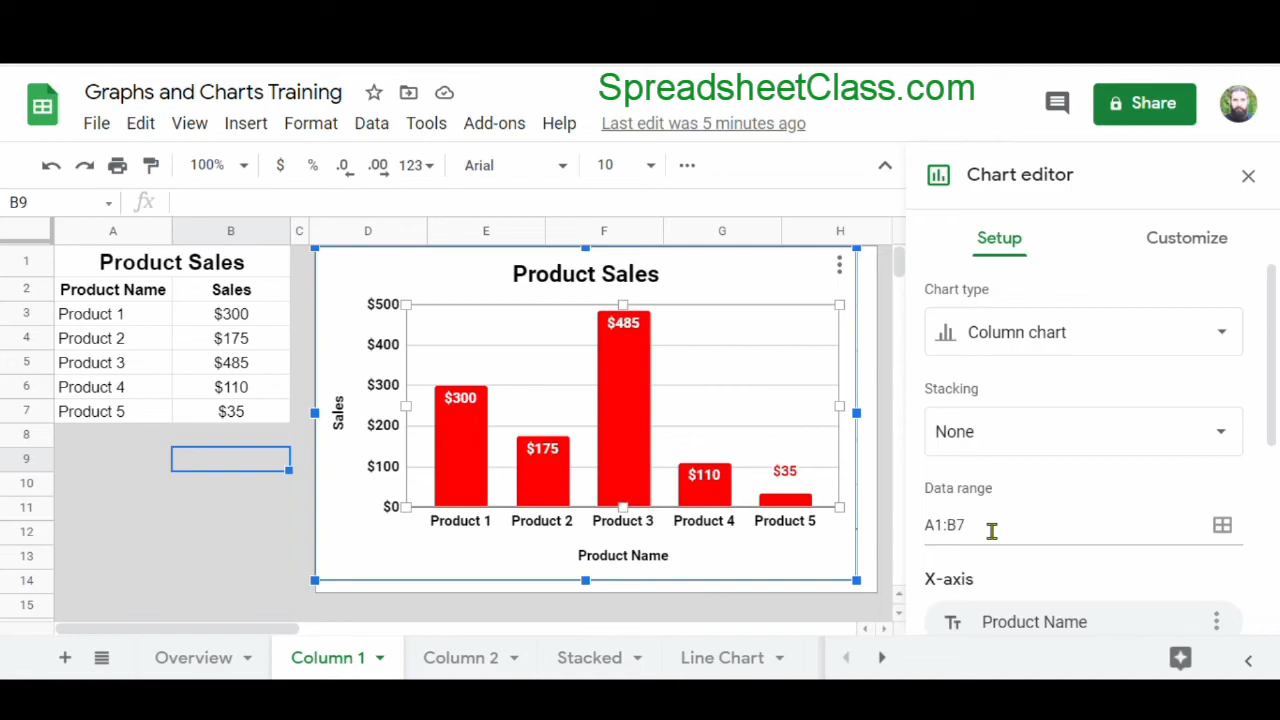 SpreadsheetClass.com
Graphs and Charts Training
Share
File Edit View Insert Format Data Tools Add-ons Help Last edit was 5 minutes ago
100% $ % .0 .00 123 Arial 10
Chart editor
B9 fx
Setup Customize
A B C D E F G H
1 Product Sales
2 Product Name Sales
3 Product 1 $300
4 Product 2 $175
5 Product 3 $485
6 Product 4 $110
7 Product 5 $35
8
9
10
11
12
13
14
15
Product Sales
$500
$400
$300
$200
$100
$0
Sales
$300 $175 $485 $110 $35
Product 1 Product 2 Product 3 Product 4 Product 5
Product Name
Chart type
Column chart
Stacking
None
Data range
A1:B7
X-axis
Tт Product Name
Overview Column 1 Column 2 Stacked Line Chart